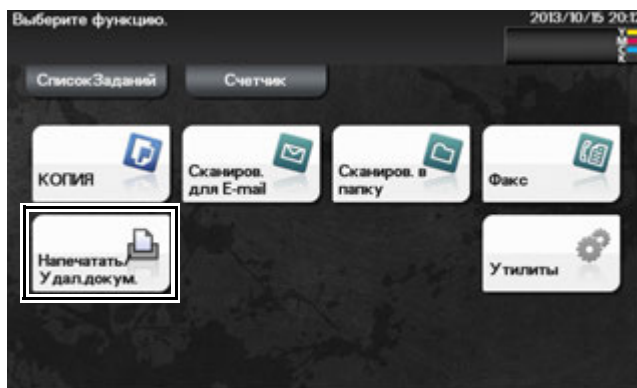 Выберите функцию.
2013/10/15 20:12
Y
M
C
K
СписокЗаданий
Счетчик
КОПИЯ
Сканиров.
для E-mail
Сканиров. в
папку
Факс
Напечатать/
Удал.докум.
Утилиты